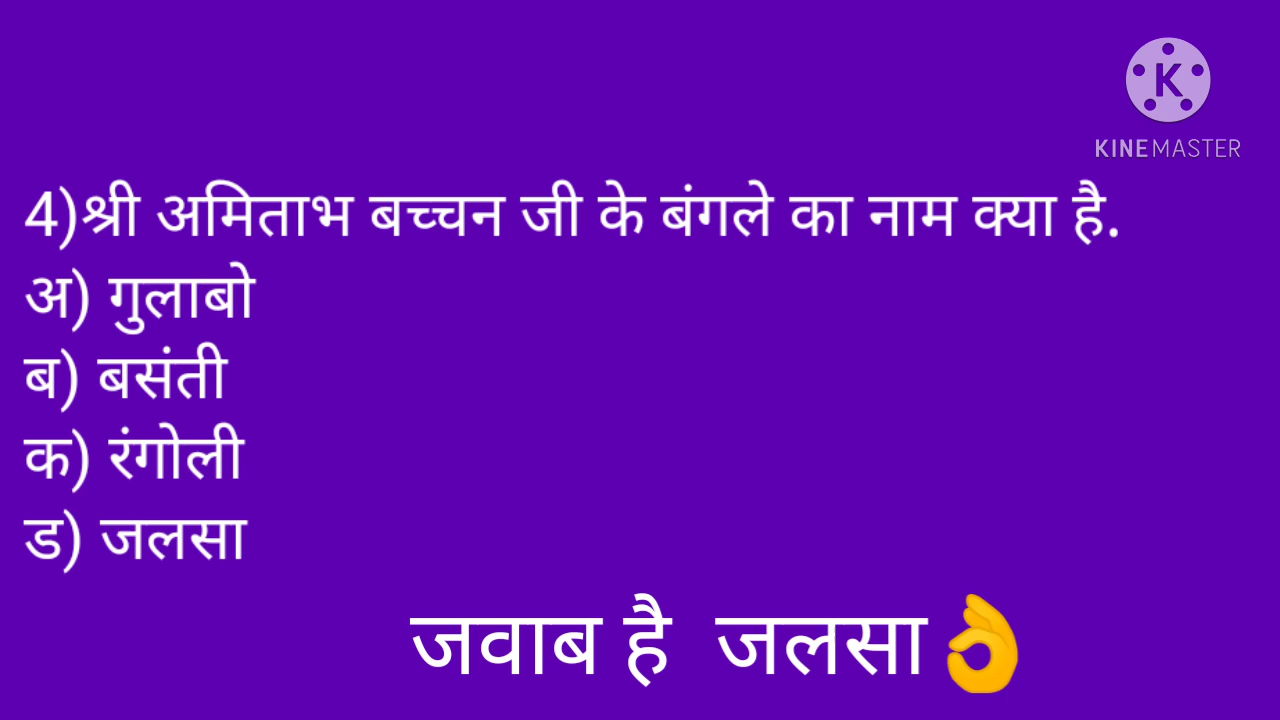 K
KINEMASTER
4)श्री अमिताभ बच्चन जी के बंगले का नाम क्या है.
अ) गुलाबो
ब) बसंती
क) रंगोली
ड) जलसा
जवाब है जलसा👌